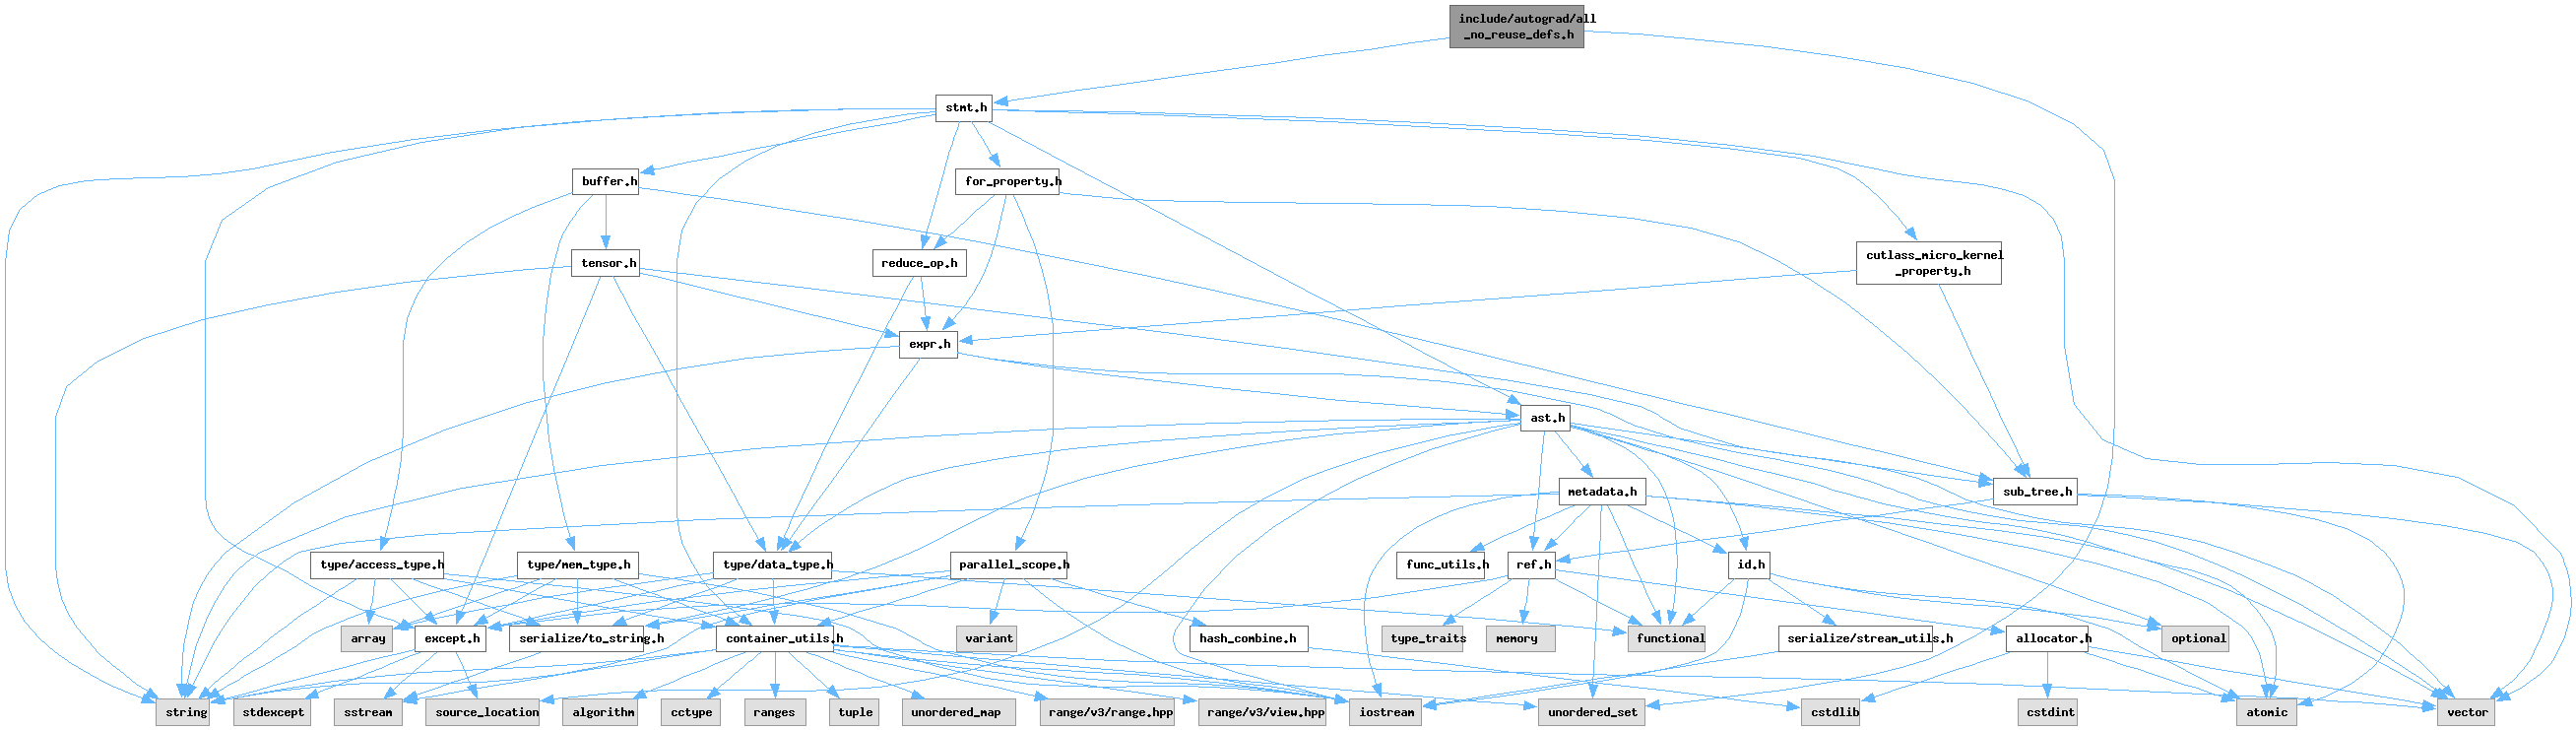 include/autograd/all
_no_reuse_defs.h
stmt.h
buffer.h
for_property.h
tensor.h
reduce_op.h
cutlass_micro_kernel
_property.h
expr.h
ast.h
metadata.h
sub_tree.h
type/access_type.h
type/mem_type.h
type/data_type.h
parallel_scope.h
func_utils.h
ref.h
id.h
array
except.h
serialize/to_string.h
container_utils.h
variant
hash_combine.h
type_traits
memory
functional
serialize/stream_utils.h
allocator.h
optional
string
stdexcept
sstream
source_location
algorithm
cctype
ranges
tuple
unordered_map
range/v3/range.hpp
range/v3/view.hpp
iostream
unordered_set
cstdlib
cstdint
atomic
vector